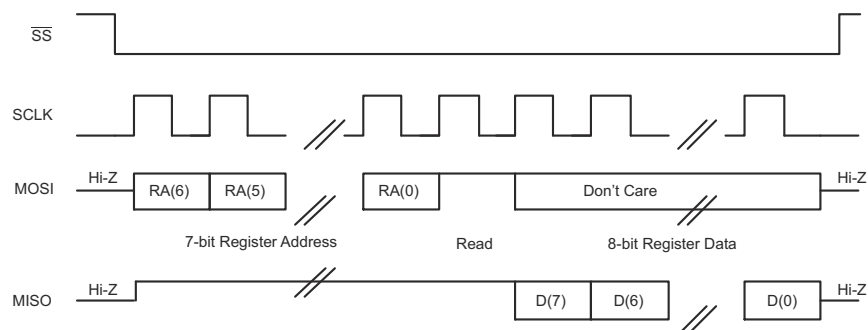 SS
SCLK
MOSI Hi-Z RA(6) RA(5) RA(0) Don't Care Hi-Z
7-bit Register Address Read 8-bit Register Data
MISO Hi-Z D(7) D(6) D(0) Hi-Z